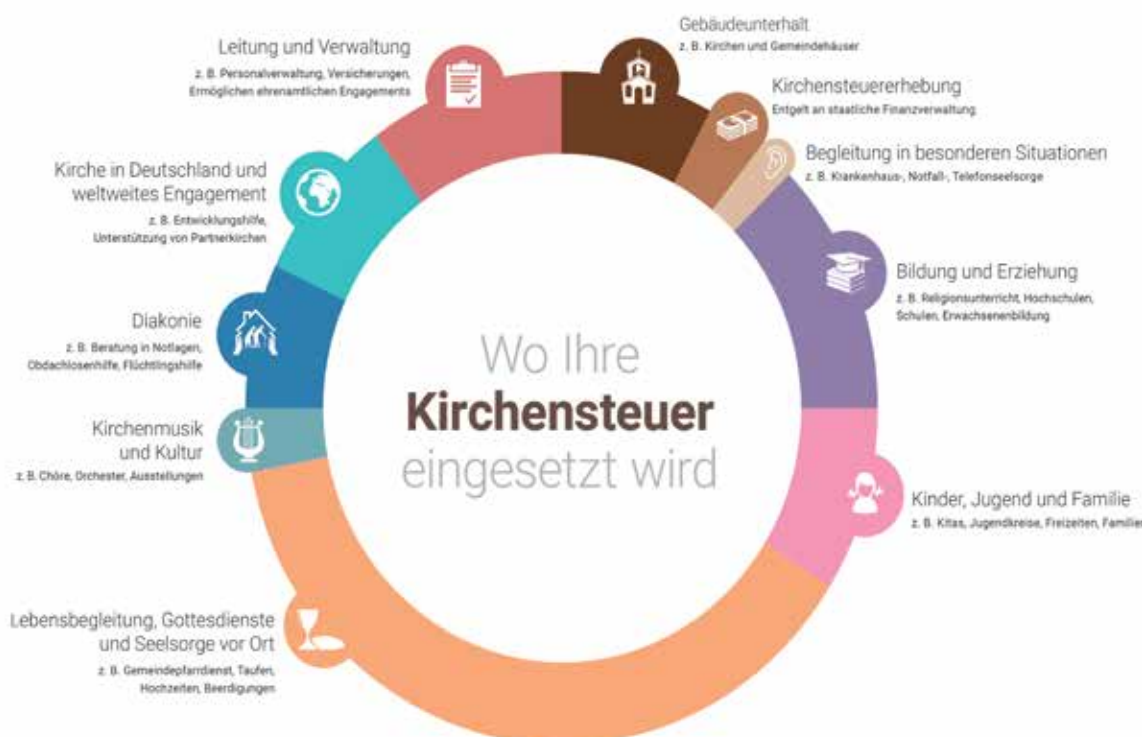 Leitung und Verwaltung
z. B. Personalverwaltung, Versicherungen,
Ermöglichen ehrenamtlichen Engagements
Gebäudeunterhalt
z. B. Kirchen und Gemeindehäuser
Kirchensteuererhebung
Entgelt an staatliche Finanzverwaltung
Begleitung in besonderen Situationen
z. B. Krankenhaus-, Notfall-, Telefonseelsorge
Kirche in Deutschland und
weltweites Engagement
z. B. Entwicklungshilfe,
Unterstützung von Partnerkirchen
Bildung und Erziehung
z. B. Religionsunterricht, Hochschulen,
Schulen, Erwachsenenbildung
Diakonie
z. B. Beratung in Notlagen,
Obdachlosenhilfe, Flüchtlingshilfe
Wo Ihre
Kirchensteuer
eingesetzt wird
Kirchenmusik
und Kultur
z. B. Chöre, Orchester, Ausstellungen
Kinder, Jugend und Familie
z. B. Kitas, Jugendkreise, Freizeiten,
Lebensbegleitung, Gottesdienste
und Seelsorge vor Ort
z. B. Gemeindepfarrdienst, Taufen,
Hochzeiten, Beerdigungen